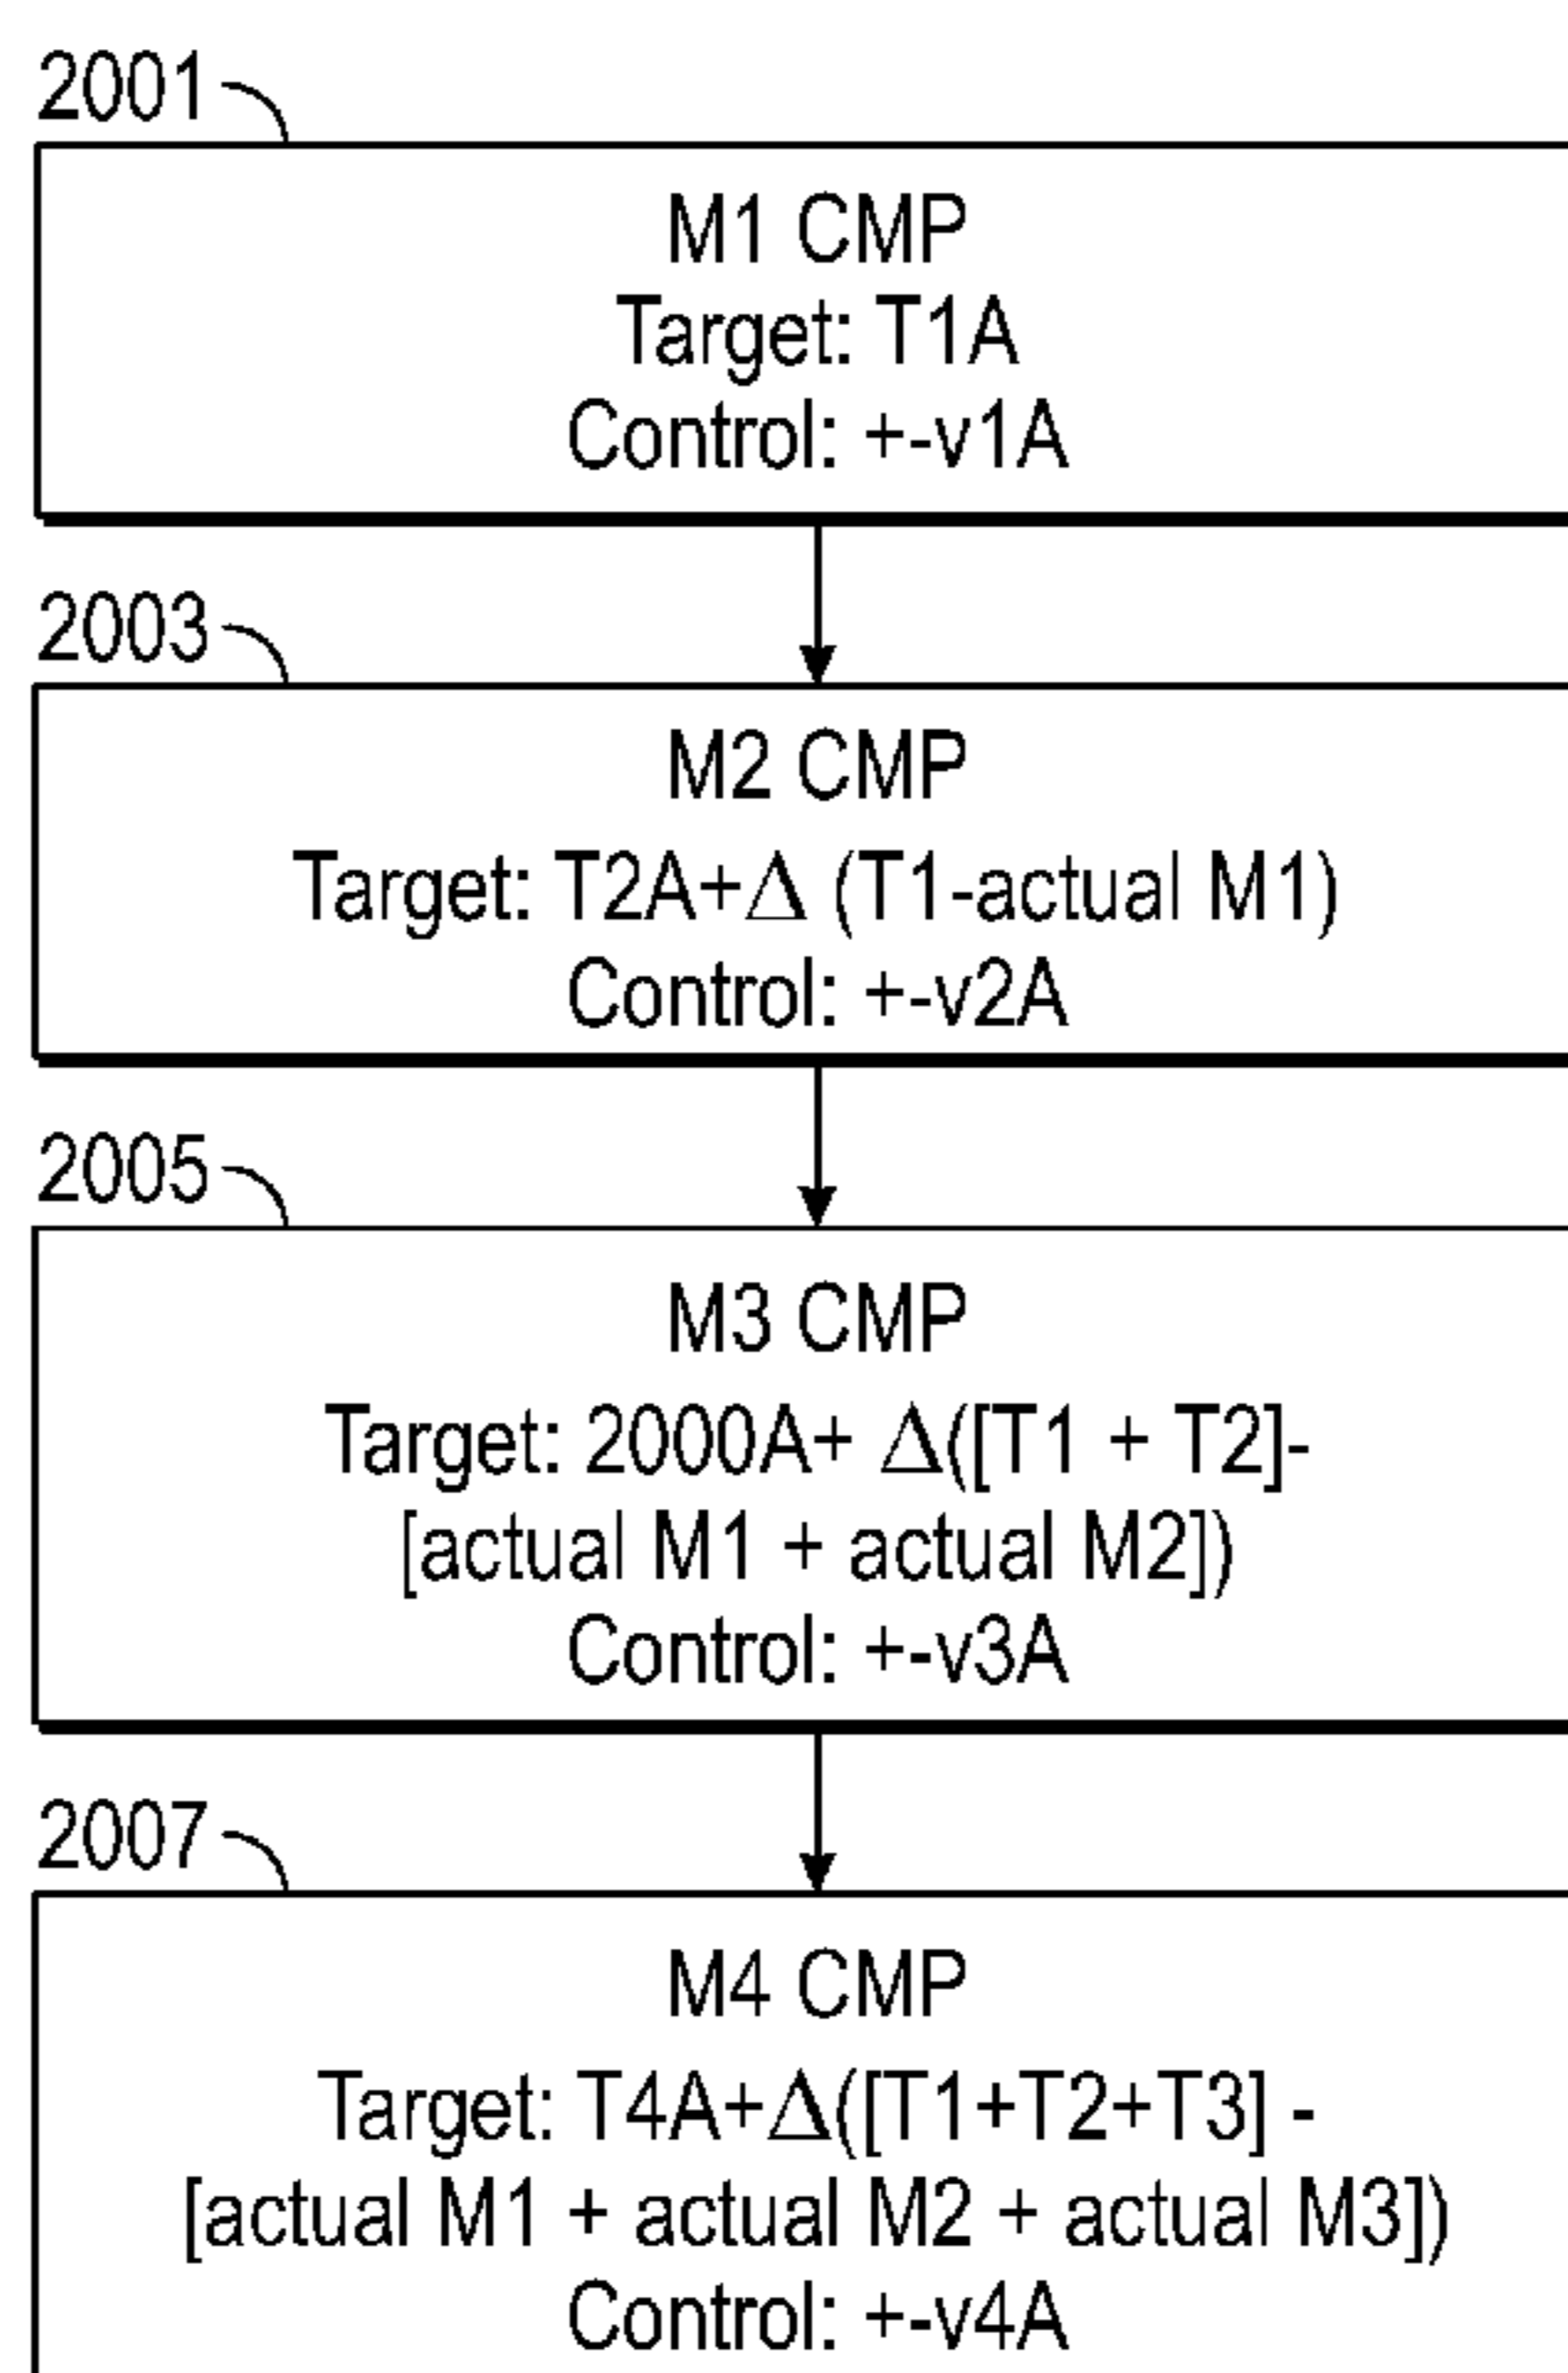 2001
M1 CMP
Target: T1A
Control: +-v1A
2003
M2 CMP
Target: T2A+Δ (T1-actual M1)
Control: +-v2A
2005
M3 CMP
Target: 2000A+ Δ([T1 + T2]-
[actual M1 + actual M2])
Control: +-v3A
2007
M4 CMP
Target: T4A+Δ([T1+T2+T3] -
[actual M1 + actual M2 + actual M3])
Control: +-v4A